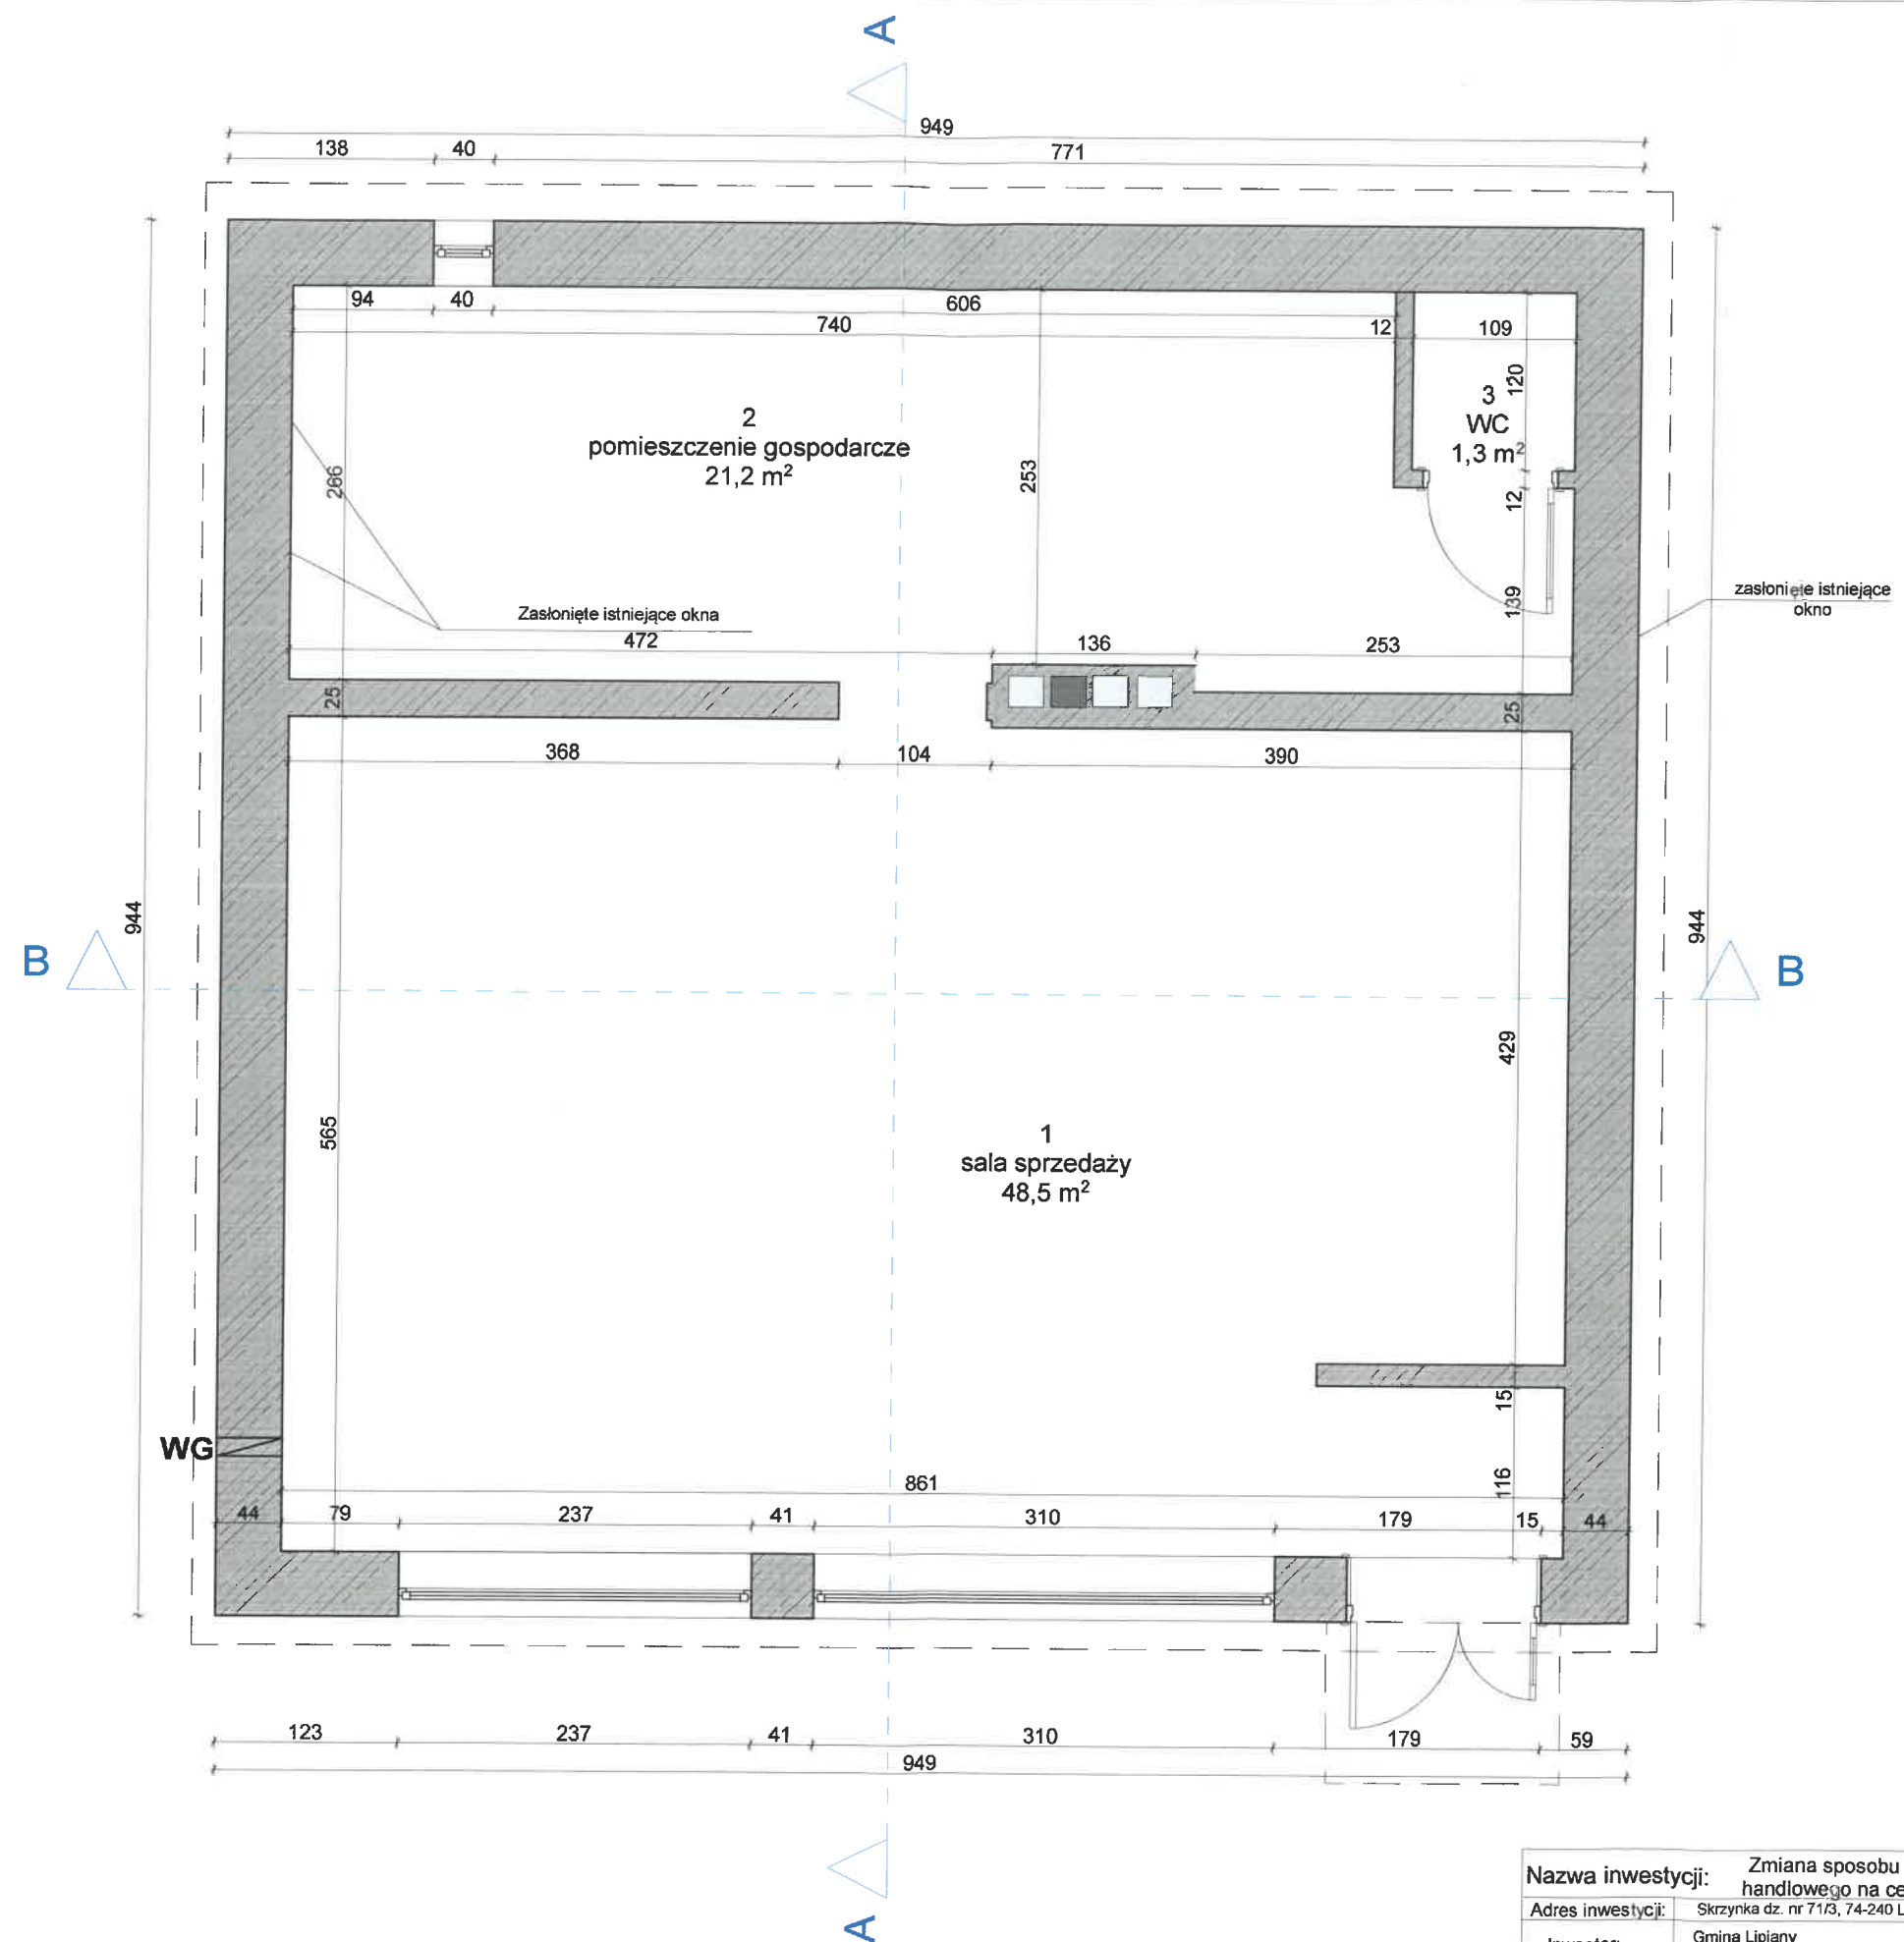 A
949
138 40 771
94 40 606
740 12 109
2
pomieszczenie gospodarcze
21,2 m²
3
WC
1,3 m²
120
266
253
12
139
Zasłonięte istniejące okna
zasłonięte istniejące
okno
472 136 253
25
25
368 104 390
944
944
B
B
429
565
1
sala sprzedaży
48,5 m²
15
WG
116
861
44 79 237 41 310 179 15 44
123 237 41 310 179 59
949
A
Nazwa inwestycji: Zmiana sposobu
handlowego na
Adres inwestycji: Skrzynka dz. nr 71/3, 74-240
Gmina Lipiany